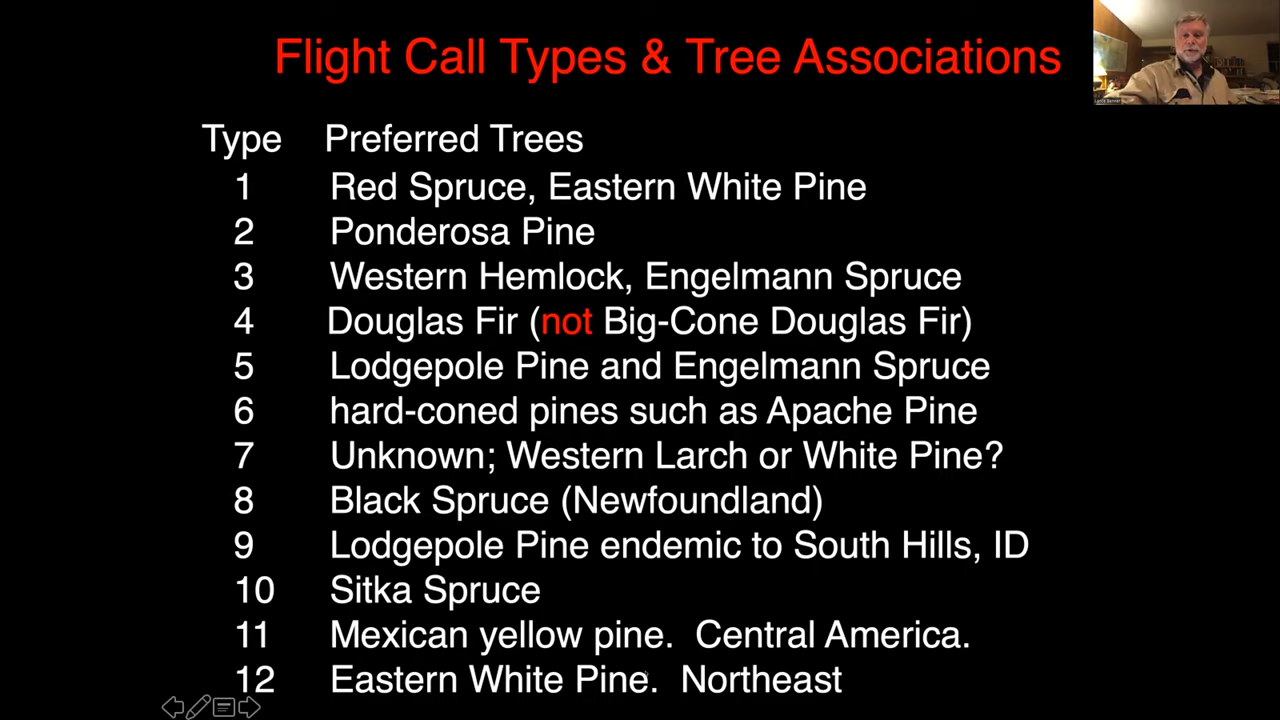 Flight Call Types & Tree Associations
Type Preferred Trees
1 Red Spruce, Eastern White Pine
2 Ponderosa Pine
3 Western Hemlock, Engelmann Spruce
4 Douglas Fir (not Big-Cone Douglas Fir)
5 Lodgepole Pine and Engelmann Spruce
6 hard-coned pines such as Apache Pine
7 Unknown; Western Larch or White Pine?
8 Black Spruce (Newfoundland)
9 Lodgepole Pine endemic to South Hills, ID
10 Sitka Spruce
11 Mexican yellow pine. Central America.
12 Eastern White Pine. Northeast